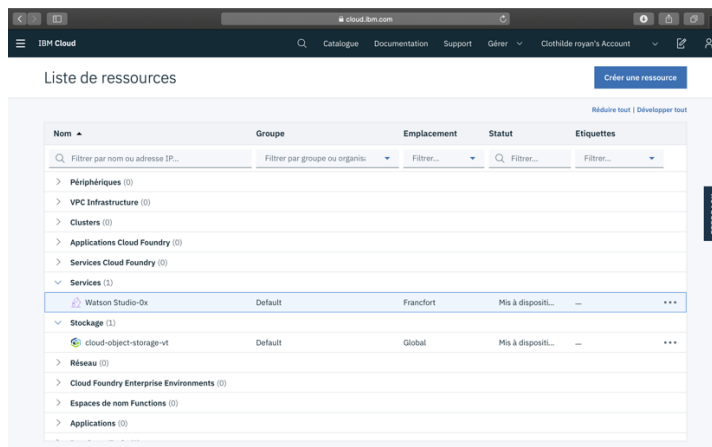 cloud.ibm.com
IBM Cloud Catalogue Documentation Support Gérer Clothilde royan's Account
Liste de ressources
Créer une ressource
Réduire tout | Développer tout
Nom Groupe Emplacement Statut Etiquettes
Filtrer par nom ou adresse IP... Filtrer par groupe ou organisa Filtrer... Filtrer... Filtrer...
Périphériques (0)
VPC Infrastructure (0)
Clusters (0)
Applications Cloud Foundry (0)
Services Cloud Foundry (0)
Services (1)
Watson Studio-0x Default Francfort Mis à dispositi... —
Stockage (1)
cloud-object-storage-vt Default Global Mis à dispositi... —
Réseau (0)
Cloud Foundry Enterprise Environments (0)
Espaces de nom Functions (0)
Applications (0)